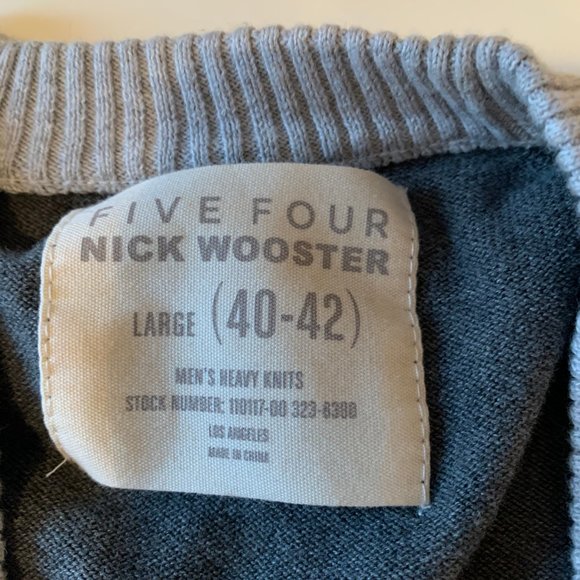 FIVE FOUR
NICK WOOSTER
LARGE (40-42)
MEN'S HEAVY KNITS
STOCK NUMBER: 110117-00 323-6300
LOS ANGELES
MADE IN CHINA